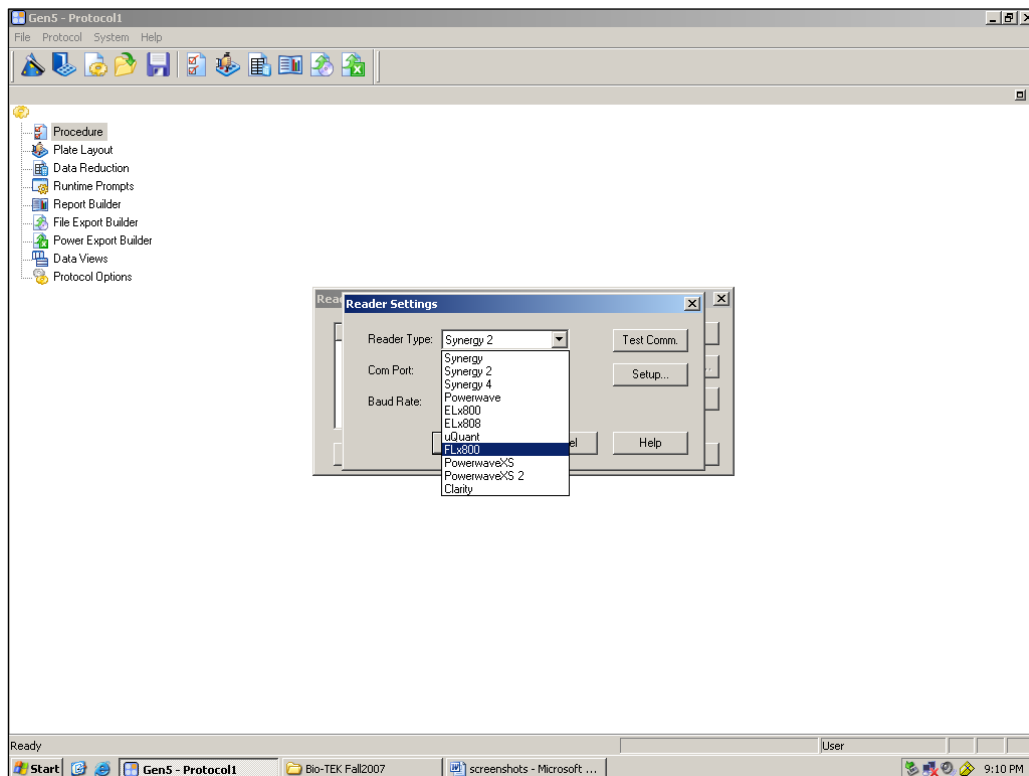 Gen5 - Protocol1
File Protocol System Help
Procedure
Plate Layout
Data Reduction
Runtime Prompts
Report Builder
File Export Builder
Power Export Builder
Data Views
Protocol Options
Reader Settings
Reader Type: Synergy 2
Test Comm.
Synergy
Com Port:
Synergy 2
Setup...
Synergy 4
Powerwave
Baud Rate:
ELx800
ELx808
uQuant
FLx800
Help
PowerwaveXS
PowerwaveXS 2
Clarity
Ready
User
Start
Gen5 - Protocol1
Bio-TEK Fall2007
screenshots - Microsoft ...
9:10 PM